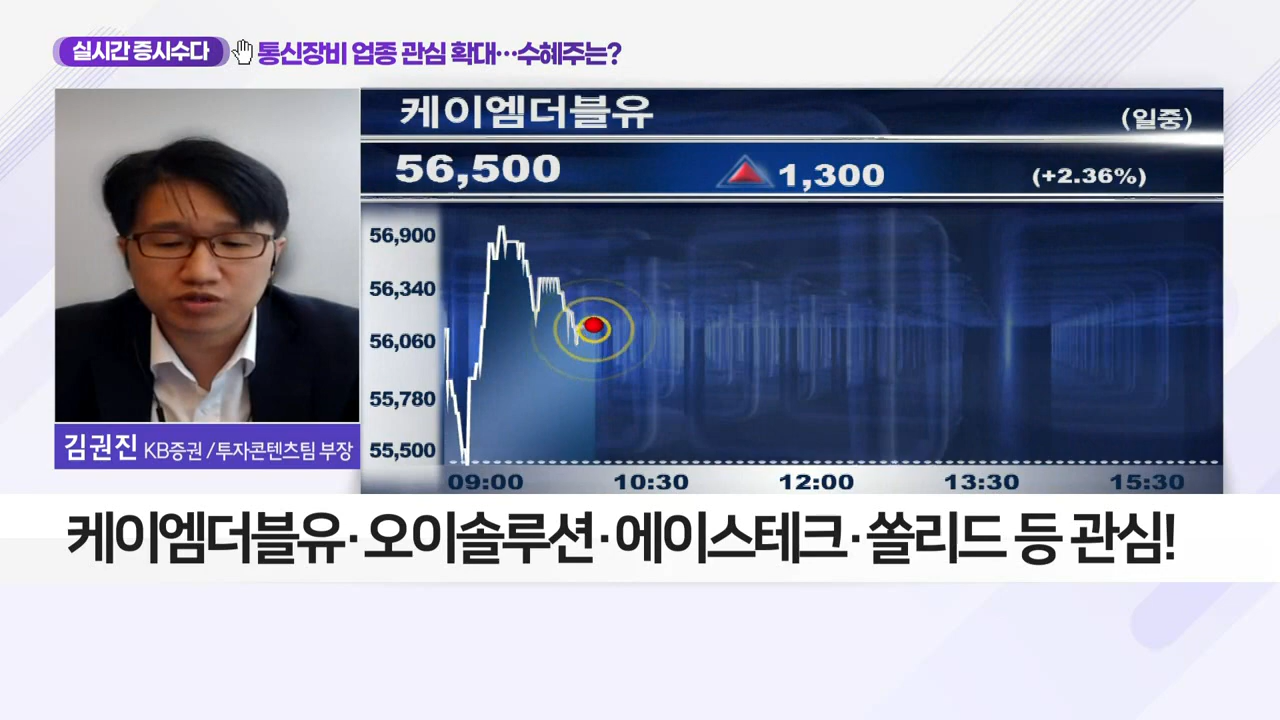 실시간 증시수다
통신장비 업종 관심 확대…수혜주는?
케이엠더블유
(일중)
56,500
1,300
(+2.36%)
56,900
56,340
56,060
55,780
55,500
09:00
10:30
12:00
13:30
15:30
김권진 KB증권 /투자콘텐츠팀 부장
케이엠더블유·오이솔루션·에이스테크·쏠리드 등 관심!